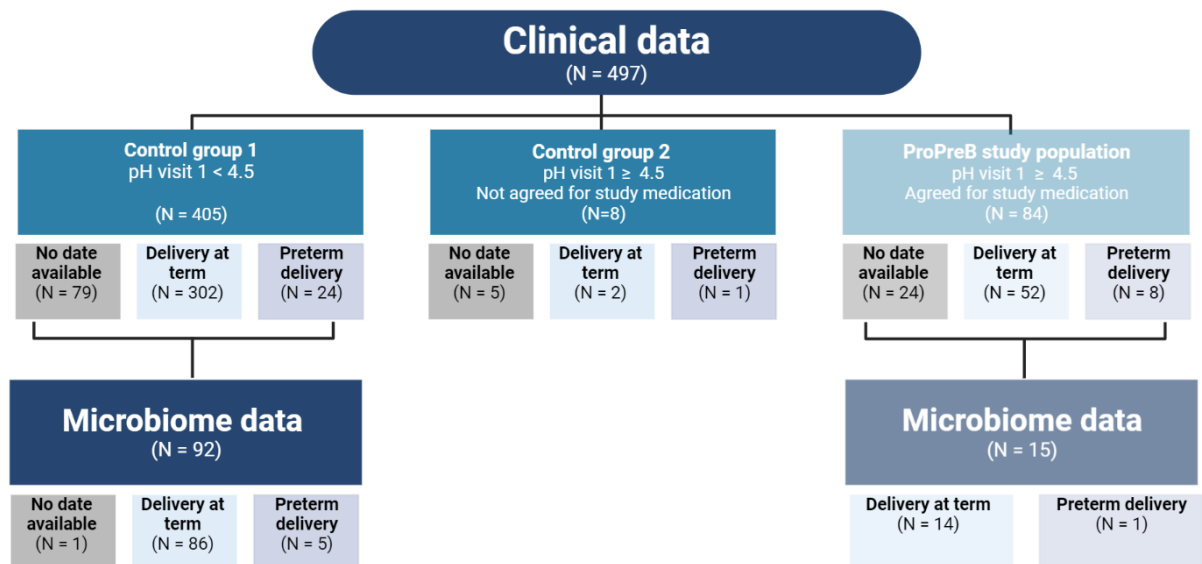 Clinical data
(N = 497)
Control group 1
pH visit 1 < 4.5
(N = 405)
Control group 2
pH visit 1 ≥ 4.5
Not agreed for study medication
(N=8)
ProPreB study population
pH visit 1 ≥ 4.5
Agreed for study medication
(N = 84)
No date
available
(N = 79)
Delivery at
term
(N = 302)
Preterm
delivery
(N = 24)
No date
available
(N = 5)
Delivery at
term
(N = 2)
Preterm
delivery
(N = 1)
No date
available
(N = 24)
Delivery at
term
(N = 52)
Preterm
delivery
(N = 8)
Microbiome data
(N = 92)
Microbiome data
(N = 15)
No date
available
(N = 1)
Delivery at
term
(N = 86)
Preterm
delivery
(N = 5)
Delivery at term
(N = 14)
Preterm delivery
(N = 1)